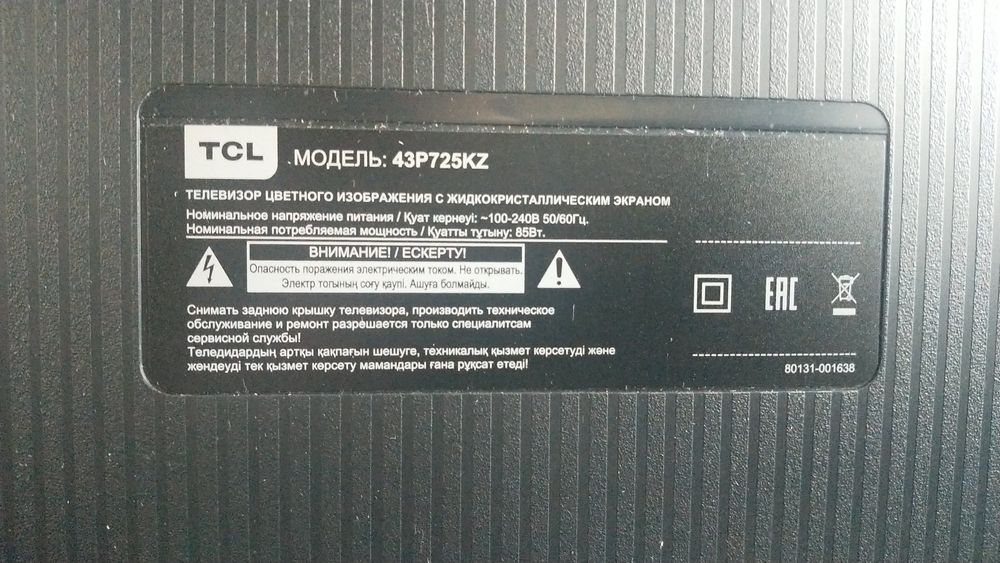 TCL
МОДЕЛЬ: 43P725KZ
ТЕЛЕВИЗОР ЦВЕТНОГО ИЗОБРАЖЕНИЯ С ЖИДКОКРИСТАЛЛИЧЕСКИМ ЭКРАНОМ
Номинальное напряжение питания / Қуат кернеуі: ~100-240В 50/60Гц.
Номинальная потребляемая мощность / Қуатты тұтыну: 85Вт.
ВНИМАНИЕ! / ЕСКЕРТУ!
Опасность поражения электрическим током. Не открывать.
Электр тогының соғу қаупі. Ашуға болмайды.
Снимать заднюю крышку телевизора, производить техническое
обслуживание и ремонт разрешается только специалитсам
сервисной службы!
Теледидардың артқы қақпағын шешуге, техникалық қызмет көрсетуді және
жөндеуді тек қызмет көрсету мамандары ғана рұқсат етеді!
EAC
80131-001638